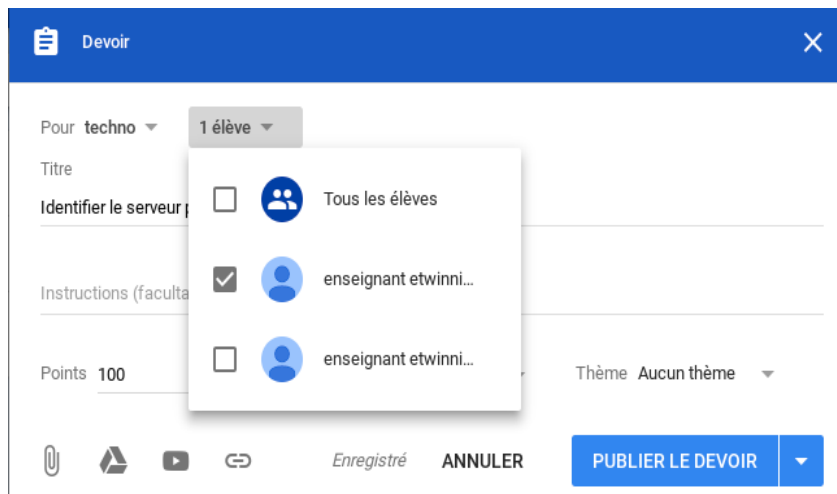 Devoir
Pour techno 1 élève
Titre
Tous les élèves
Identifier le serveur
enseignant etwinni...
Instructions (faculta
enseignant etwinni...
Points 100 Thème Aucun thème
Enregistré ANNULER PUBLIER LE DEVOIR